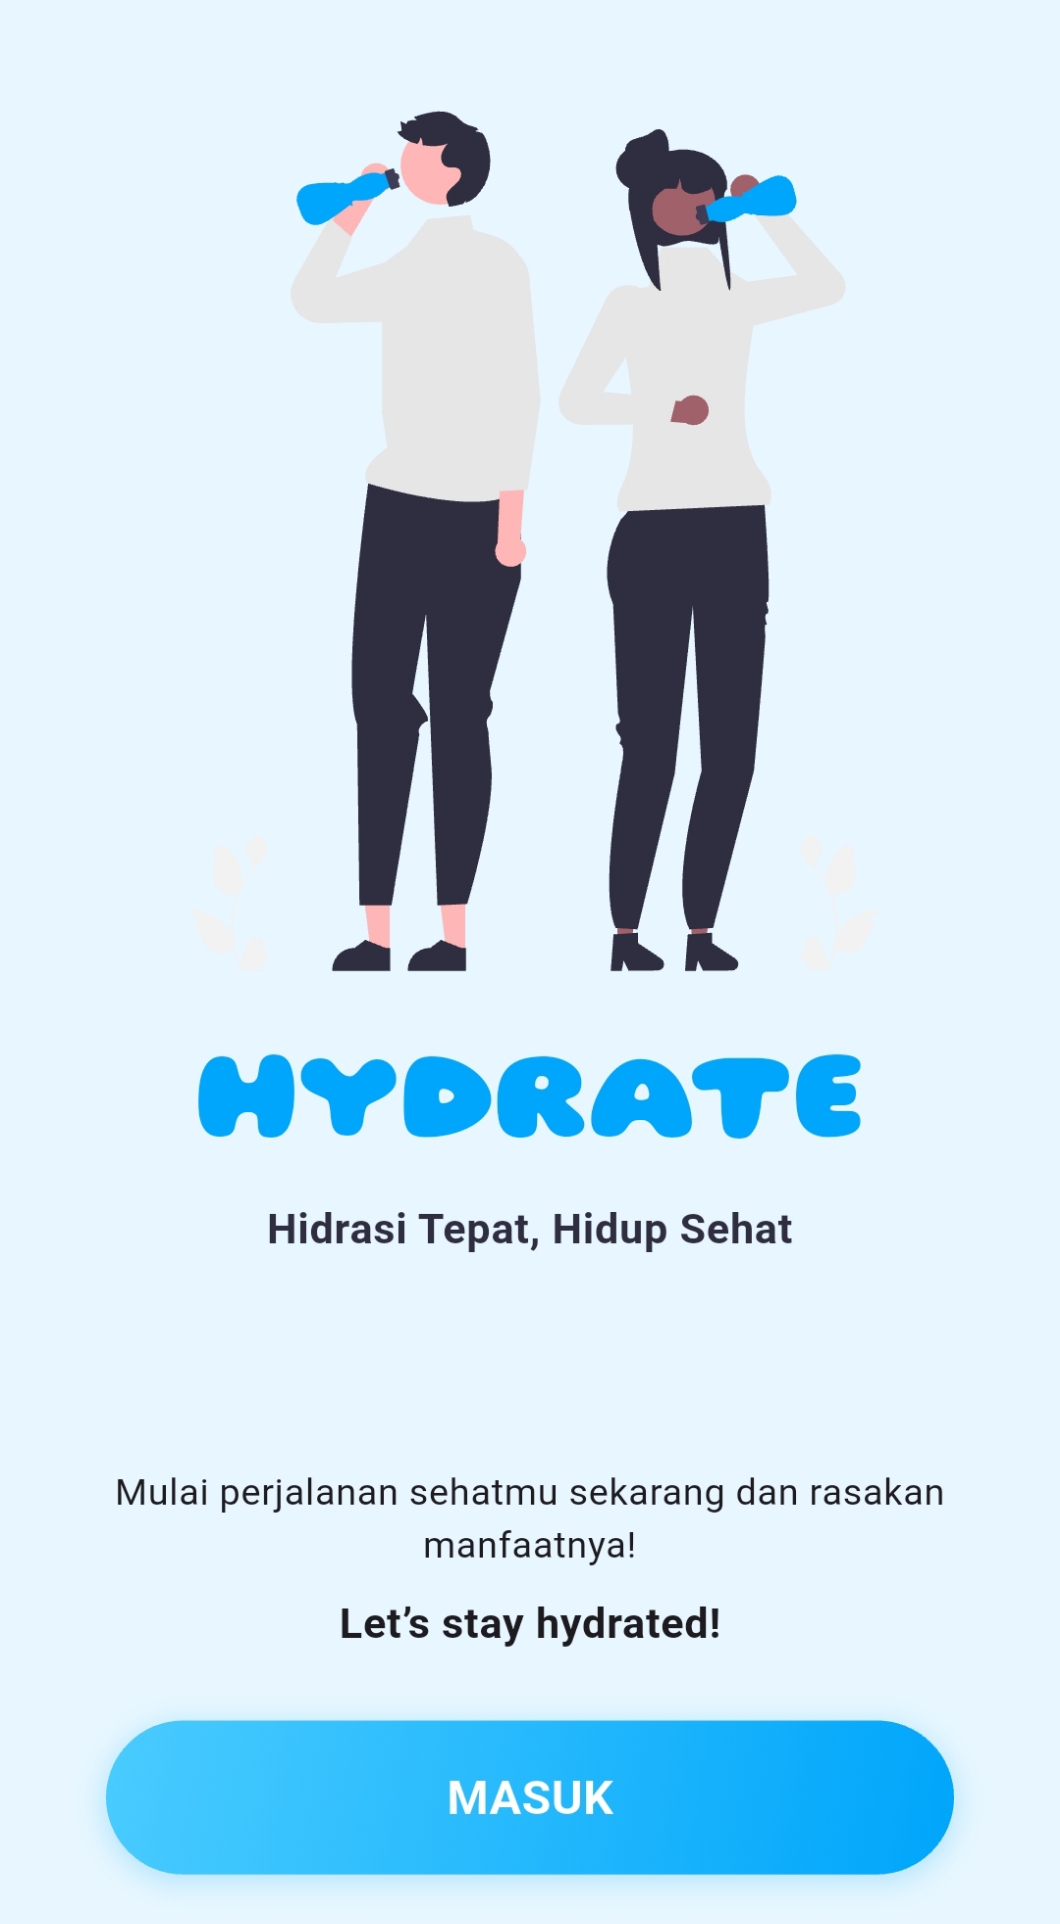 HYDRATE
Hidrasi Tepat, Hidup Sehat
Mulai perjalanan sehatmu sekarang dan rasakan
manfaatnya!
Let’s stay hydrated!
MASUK